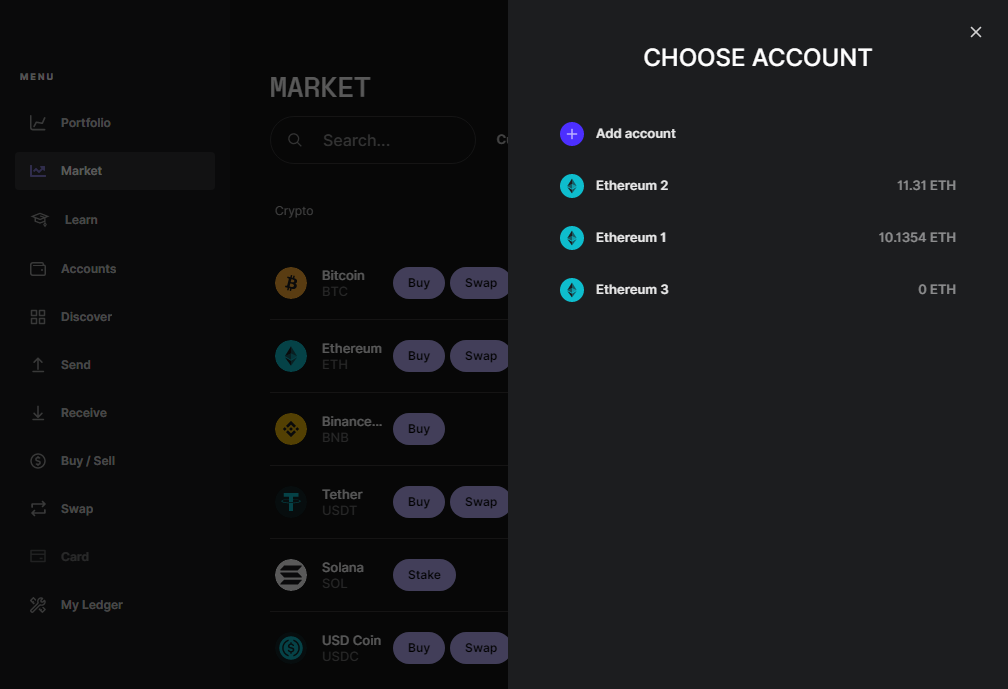 MENU
Portfolio
Market
Learn
Accounts
Discover
Send
Receive
Buy / Sell
Swap
Card
My Ledger
MARKET
Search...
Crypto
Bitcoin
BTC
Buy
Swap
Ethereum
ETH
Buy
Swap
Binance...
BNB
Buy
Tether
USDT
Buy
Swap
Solana
SOL
Stake
USD Coin
USDC
Buy
Swap
CHOOSE ACCOUNT
Add account
Ethereum 2 11.31 ETH
Ethereum 1 10.1354 ETH
Ethereum 3 0 ETH